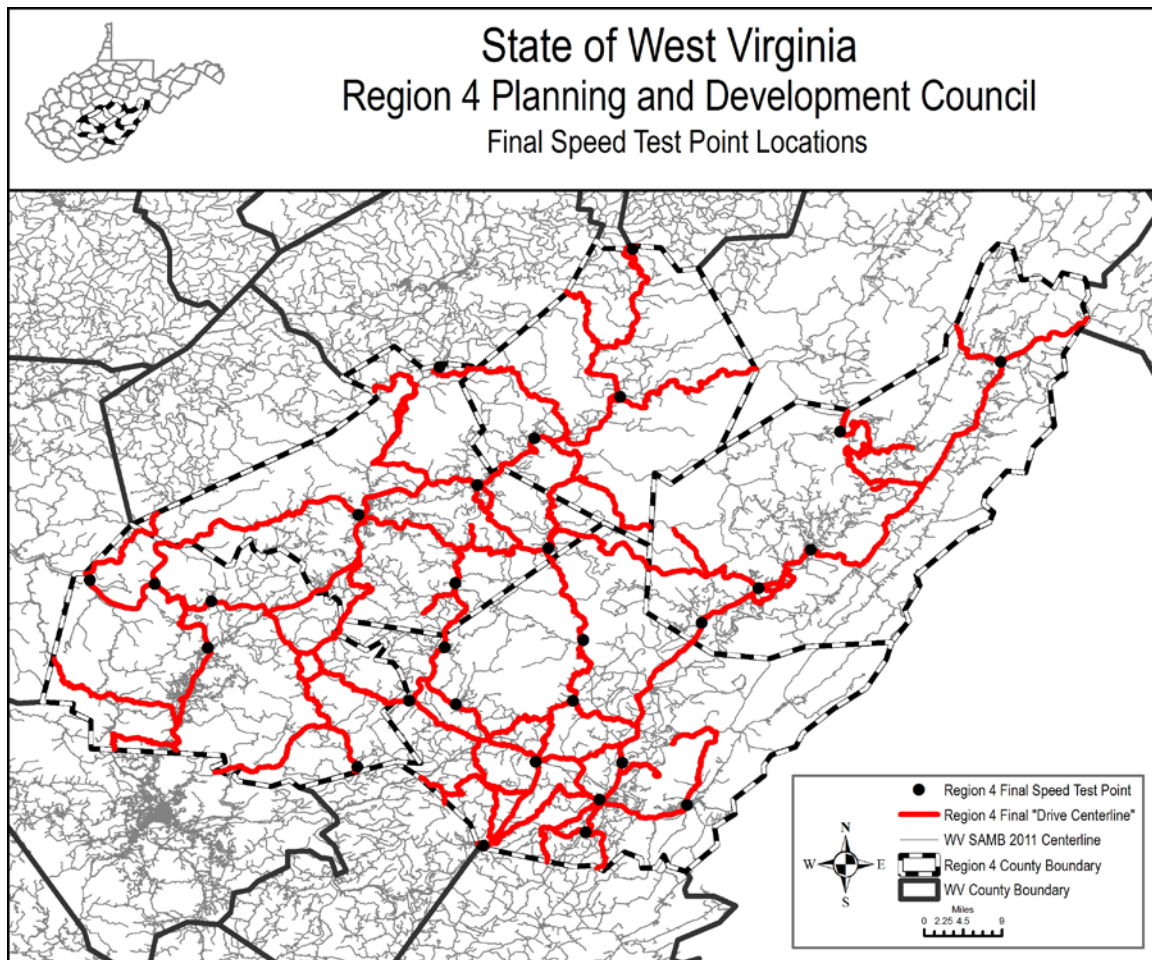 State of West Virginia
Region 4 Planning and Development Council
Final Speed Test Point Locations
Region 4 Final Speed Test Point
Region 4 Final "Drive Centerline"
WV SAMB 2011 Centerline
Region 4 County Boundary
WV County Boundary
N
W E
S
Miles
0 2.25 4.5 9